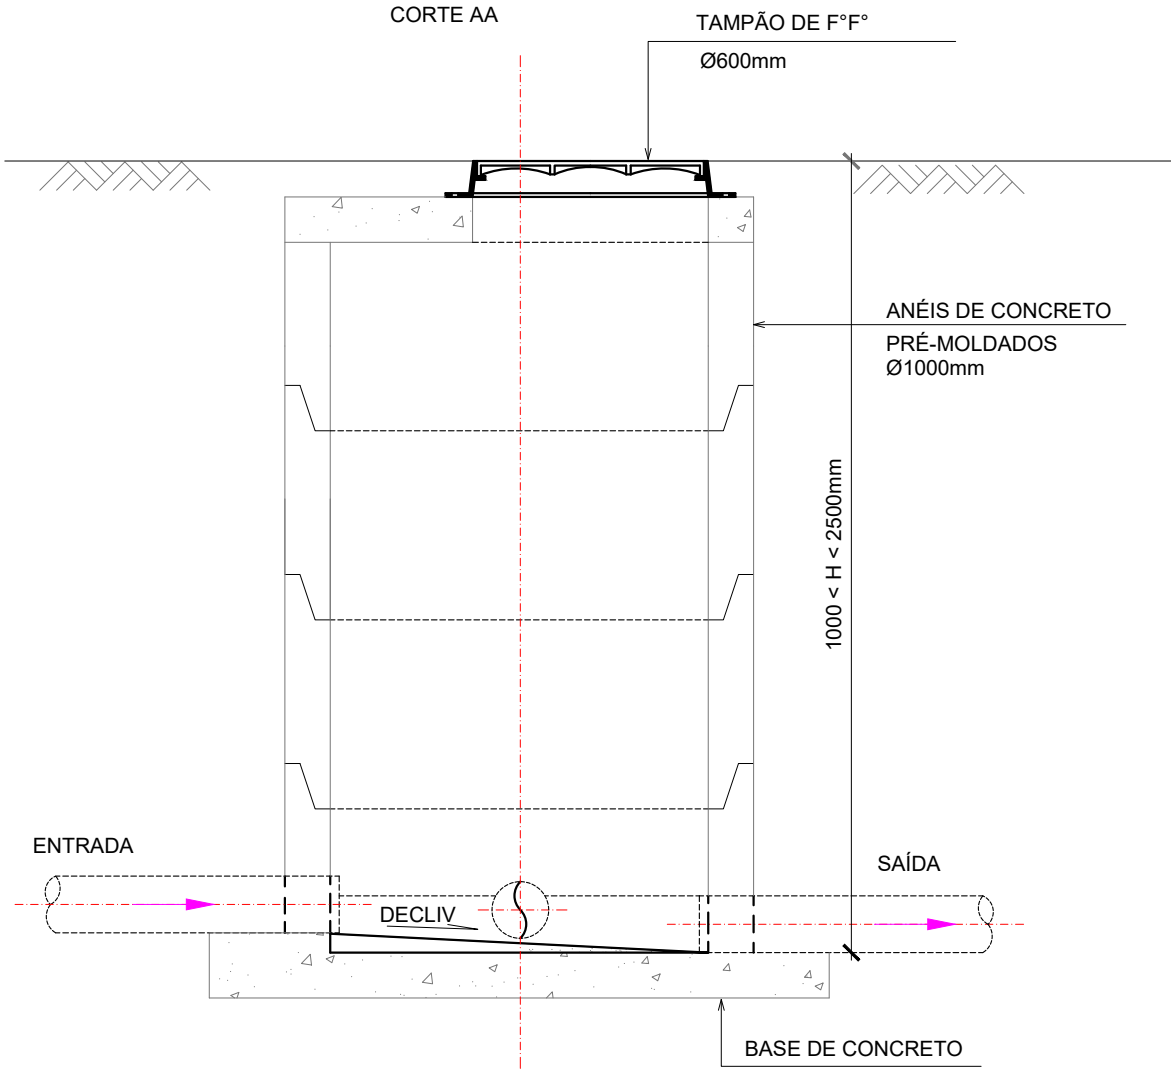 CORTE AA
TAMPÃO DE F°F°
Ø600mm
ANÉIS DE CONCRETO
PRÉ-MOLDADOS
Ø1000mm
1000 < H < 2500mm
ENTRADA
SAÍDA
DECLIV
BASE DE CONCRETO